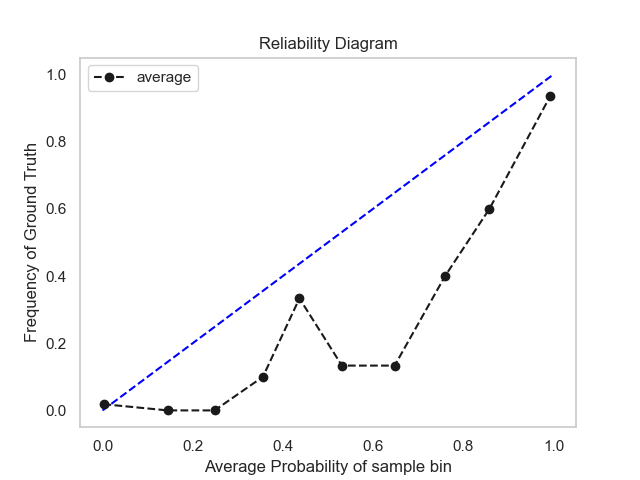 Reliability Diagram
average
Frequency of Ground Truth
1.0
0.8
0.6
0.4
0.2
0.0
0.0 0.2 0.4 0.6 0.8 1.0
Average Probability of sample bin